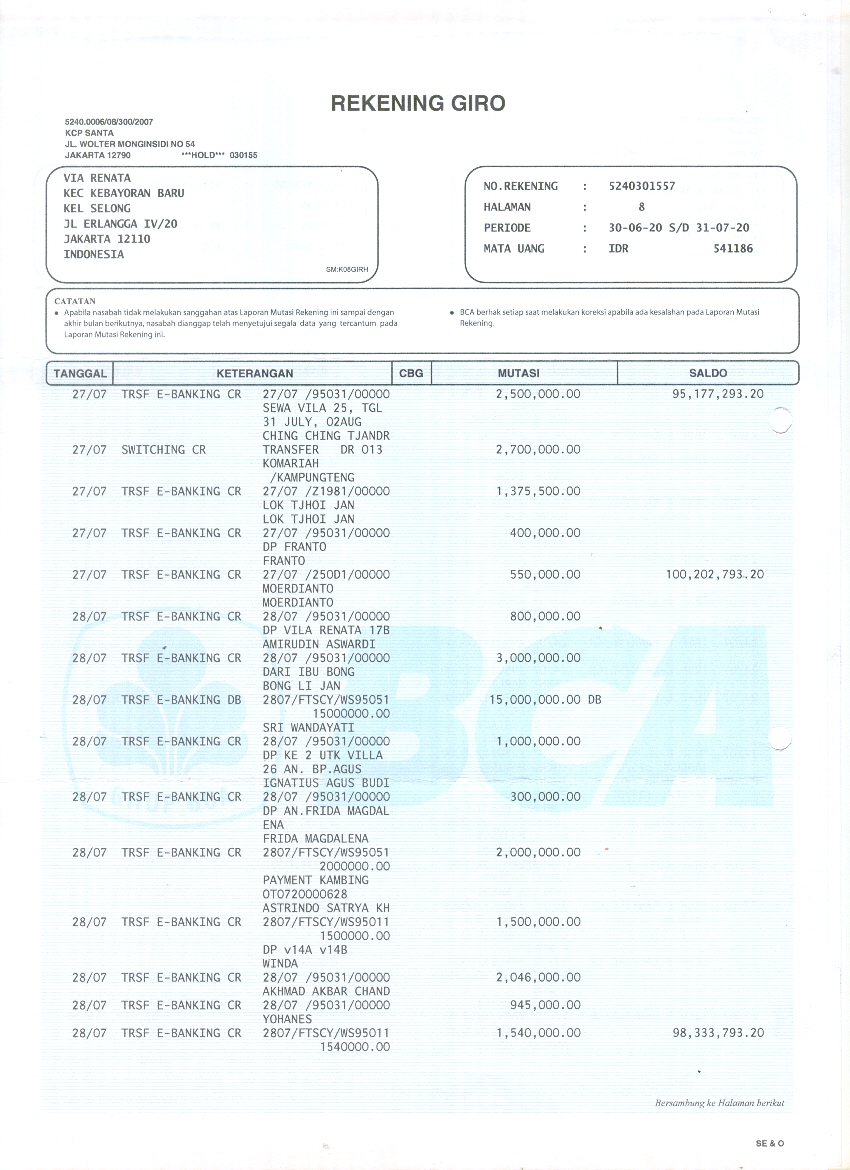 REKENING GIRO
5240.0006/08/300/2007
KCP SANTA
JL. WOLTER MONGINSIDI NO 54
JAKARTA 12790 ***HOLD*** 030155
VIA RENATA
KEC KEBAYORAN BARU
KEL SELONG
JL ERLANGGA IV/20
JAKARTA 12110
INDONESIA
SM:K08GIRH
NO.REKENING : 5240301557
HALAMAN : 8
PERIODE : 30-06-20 S/D 31-07-20
MATA UANG : IDR 541186
CATATAN
• Apabila nasabah tidak melakukan sanggahan atas Laporan Mutasi Rekening ini sampai dengan
akhir bulan berikutnya, nasabah dianggap telah menyetujui segala data yang tercantum pada
Laporan Mutasi Rekening ini.
• BCA berhak setiap saat melakukan koreksi apabila ada kesalahan pada Laporan Mutasi
Rekening.
TANGGAL KETERANGAN CBG MUTASI SALDO
27/07 TRSF E-BANKING CR 27/07 /95031/00000 2,500,000.00 95,177,293.20
SEWA VILA 25, TGL
31 JULY, 02AUG
CHING CHING TJANDR
27/07 SWITCHING CR TRANSFER DR 013 2,700,000.00
KOMARIAH
/KAMPUNGTENG
27/07 TRSF E-BANKING CR 27/07 /Z1981/00000 1,375,500.00
LOK TJHOI JAN
LOK TJHOI JAN
27/07 TRSF E-BANKING CR 27/07 /95031/00000 400,000.00
DP FRANTO
FRANTO
27/07 TRSF E-BANKING CR 27/07 /250D1/00000 550,000.00 100,202,793.20
MOERDIANTO
MOERDIANTO
28/07 TRSF E-BANKING CR 28/07 /95031/00000 800,000.00
DP VILA RENATA 17B
AMIRUDIN ASWARDI
28/07 TRSF E-BANKING CR 28/07 /95031/00000 3,000,000.00
DARI IBU BONG
BONG LI JAN
28/07 TRSF E-BANKING DB 2807/FTSCY/WS95051 15,000,000.00 DB
15000000.00
SRI WANDAYATI
28/07 TRSF E-BANKING CR 28/07 /95031/00000 1,000,000.00
DP KE 2 UTK VILLA
26 AN. BP.AGUS
IGNATIUS AGUS BUDI
28/07 TRSF E-BANKING CR 28/07 /95031/00000 300,000.00
DP AN.FRIDA MAGDAL
ENA
FRIDA MAGDALENA
28/07 TRSF E-BANKING CR 2807/FTSCY/WS95051 2,000,000.00
2000000.00
PAYMENT KAMBING
OTO720000628
ASTRINDO SATRYA KH
28/07 TRSF E-BANKING CR 2807/FTSCY/WS95011 1,500,000.00
1500000.00
DP v14A v14B
WINDA
28/07 TRSF E-BANKING CR 28/07 /95031/00000 2,046,000.00
AKHMAD AKBAR CHAND
28/07 TRSF E-BANKING CR 28/07 /95031/00000 945,000.00
YOHANES
28/07 TRSF E-BANKING CR 2807/FTSCY/WS95011 1,540,000.00 98,333,793.20
1540000.00
BCA
Bersambung ke Halaman berikut
SE & O